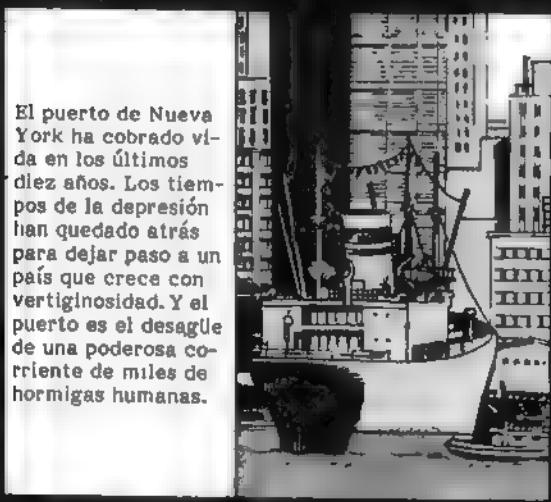 El puerto de Nueva
York ha cobrado vi-
da en los últimos
diez años. Los tiem-
pos de la depresión
han quedado atrás
para dejar paso a un
país que crece con
vertiginosidad. Y el
puerto es el desagüe
de una poderosa co-
rriente de miles de
hormigas humanas.